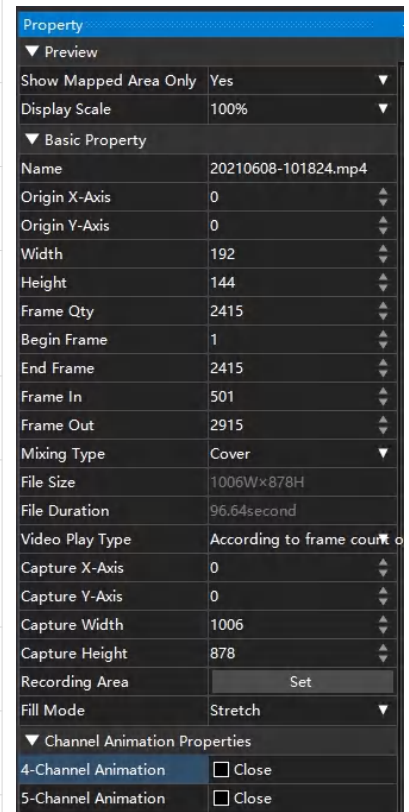 Property
▼ Preview
Show Mapped Area Only Yes
Display Scale 100%
▼ Basic Property
Name 20210608-101824.mp4
Origin X-Axis 0
Origin Y-Axis 0
Width 192
Height 144
Frame Qty 2415
Begin Frame 1
End Frame 2415
Frame In 501
Frame Out 2915
Mixing Type Cover
File Size 1006W×878H
File Duration 96.64second
Video Play Type According to frame count o
Capture X-Axis 0
Capture Y-Axis 0
Capture Width 1006
Capture Height 878
Recording Area Set
Fill Mode Stretch
▼ Channel Animation Properties
4-Channel Animation Close
5-Channel Animation Close